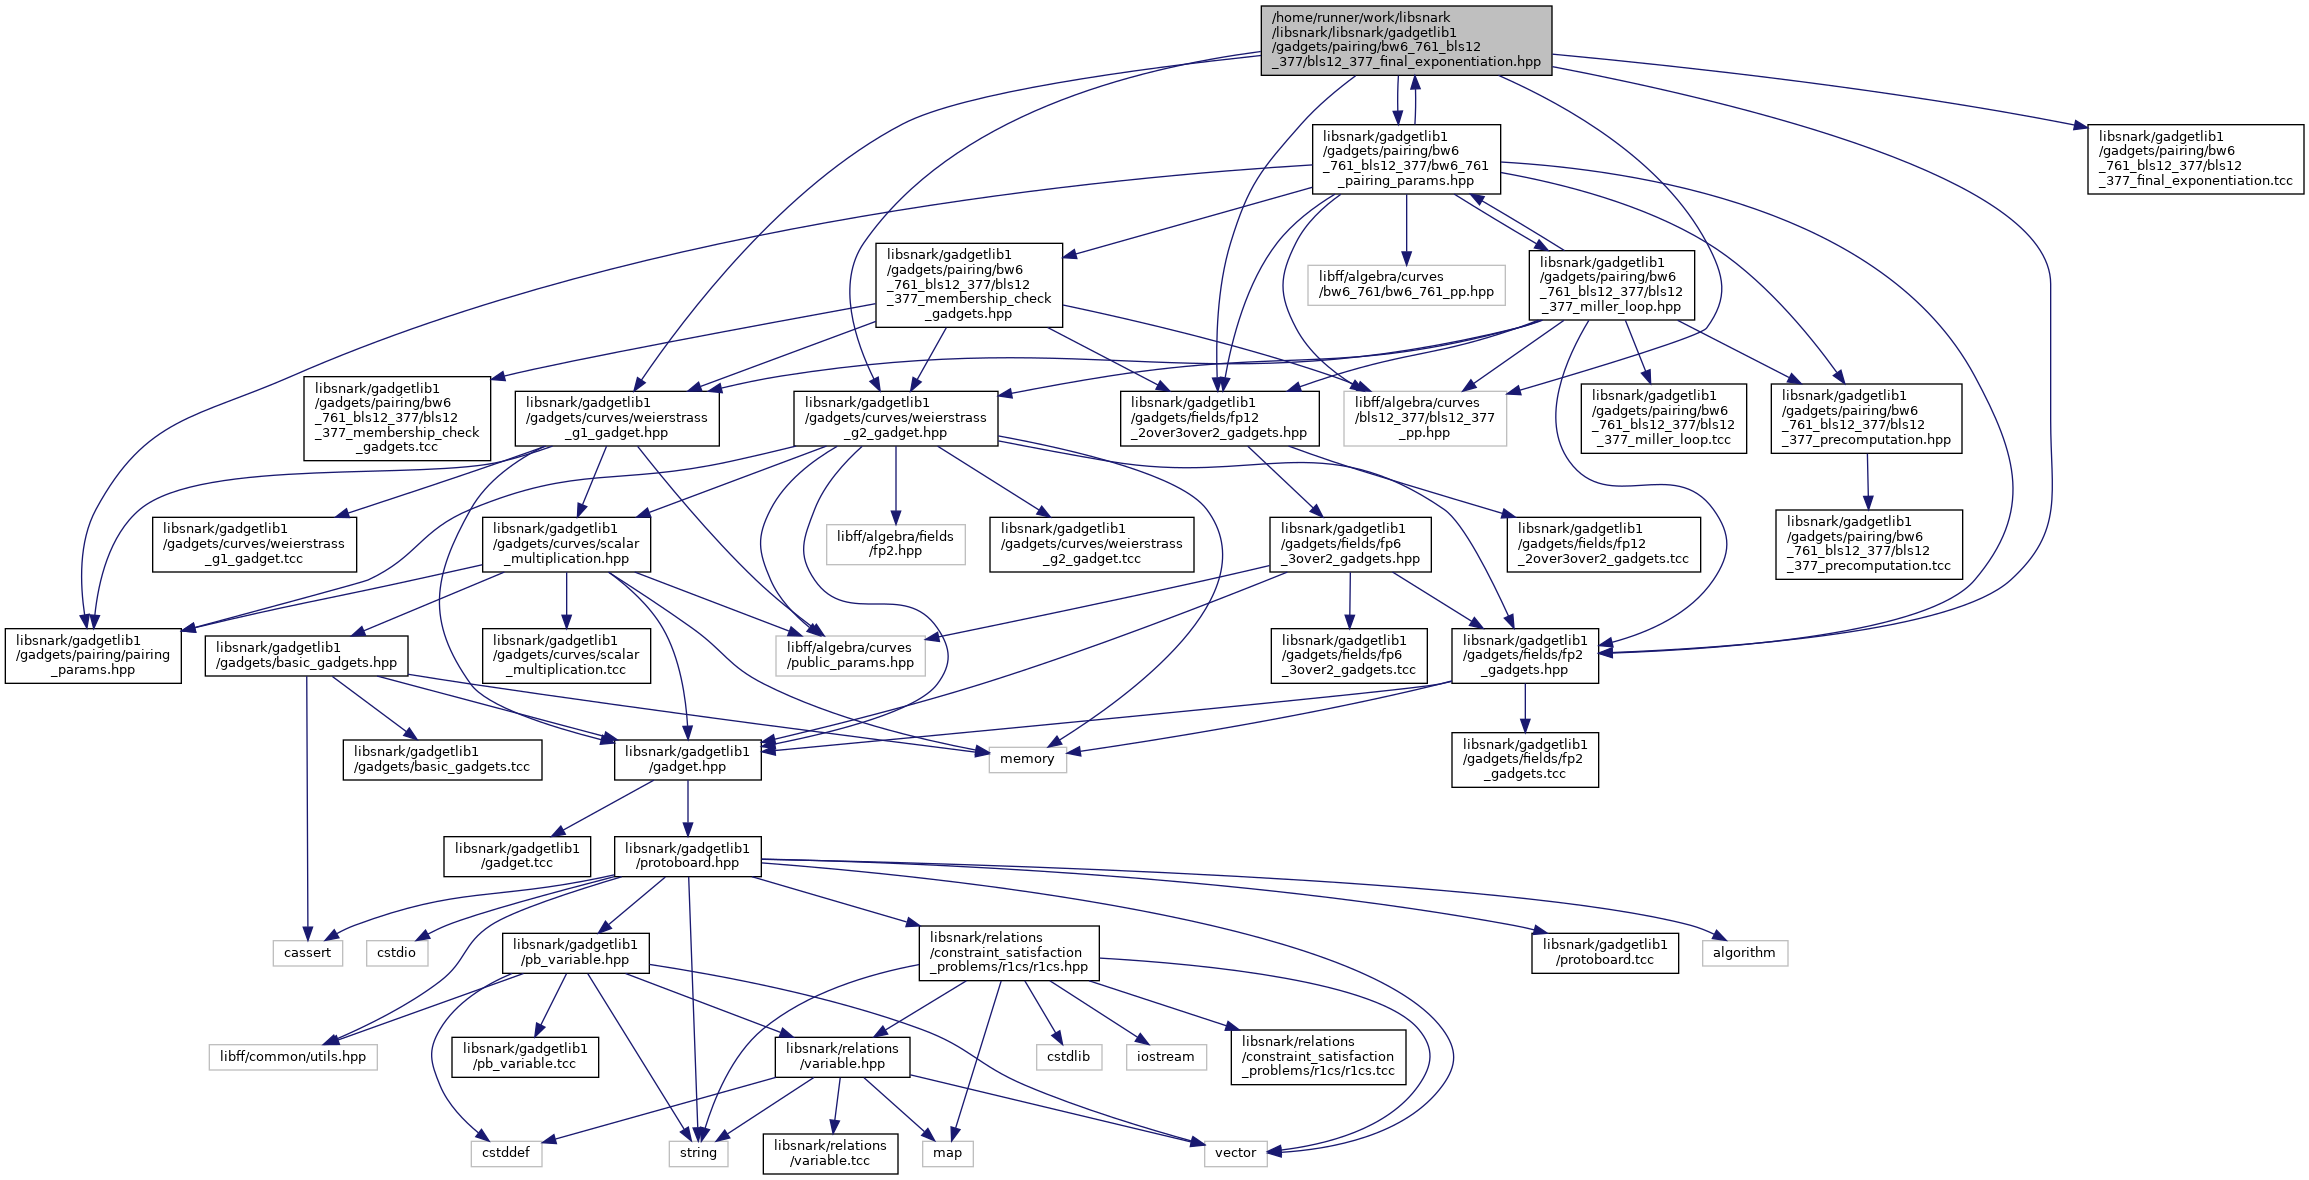 /home/runner/work/libsnark
/libsnark/libsnark/gadgetlib1
/gadgets/pairing/bw6_761_bls12
_377/bls12_377_final_exponentiation.hpp
libsnark/gadgetlib1
/gadgets/pairing/bw6
_761_bls12_377/bw6_761
_pairing_params.hpp
libsnark/gadgetlib1
/gadgets/pairing/bw6
_761_bls12_377/bls12
_377_final_exponentiation.tcc
libsnark/gadgetlib1
/gadgets/pairing/bw6
_761_bls12_377/bls12
_377_membership_check
_gadgets.hpp
libff/algebra/curves
/bw6_761/bw6_761_pp.hpp
libsnark/gadgetlib1
/gadgets/pairing/bw6
_761_bls12_377/bls12
_377_miller_loop.hpp
libsnark/gadgetlib1
/gadgets/pairing/bw6
_761_bls12_377/bls12
_377_membership_check
_gadgets.tcc
libsnark/gadgetlib1
/gadgets/curves/weierstrass
_g1_gadget.hpp
libsnark/gadgetlib1
/gadgets/curves/weierstrass
_g2_gadget.hpp
libsnark/gadgetlib1
/gadgets/fields/fp12
_2over3over2_gadgets.hpp
libff/algebra/curves
/bls12_377/bls12_377
_pp.hpp
libsnark/gadgetlib1
/gadgets/pairing/bw6
_761_bls12_377/bls12
_377_miller_loop.tcc
libsnark/gadgetlib1
/gadgets/pairing/bw6
_761_bls12_377/bls12
_377_precomputation.hpp
libsnark/gadgetlib1
/gadgets/curves/weierstrass
_g1_gadget.tcc
libsnark/gadgetlib1
/gadgets/curves/scalar
_multiplication.hpp
libff/algebra/fields
/fp2.hpp
libsnark/gadgetlib1
/gadgets/curves/weierstrass
_g2_gadget.tcc
libsnark/gadgetlib1
/gadgets/fields/fp6
_3over2_gadgets.hpp
libsnark/gadgetlib1
/gadgets/fields/fp12
_2over3over2_gadgets.tcc
libsnark/gadgetlib1
/gadgets/pairing/bw6
_761_bls12_377/bls12
_377_precomputation.tcc
libsnark/gadgetlib1
/gadgets/pairing/pairing
_params.hpp
libsnark/gadgetlib1
/gadgets/basic_gadgets.hpp
libsnark/gadgetlib1
/gadgets/curves/scalar
_multiplication.tcc
libff/algebra/curves
/public_params.hpp
libsnark/gadgetlib1
/gadgets/fields/fp6
_3over2_gadgets.tcc
libsnark/gadgetlib1
/gadgets/fields/fp2
_gadgets.hpp
libsnark/gadgetlib1
/gadgets/basic_gadgets.tcc
libsnark/gadgetlib1
/gadget.hpp
memory
libsnark/gadgetlib1
/gadgets/fields/fp2
_gadgets.tcc
libsnark/gadgetlib1
/gadget.tcc
libsnark/gadgetlib1
/protoboard.hpp
cassert
cstdio
libsnark/gadgetlib1
/pb_variable.hpp
libsnark/relations
/constraint_satisfaction
_problems/r1cs/r1cs.hpp
libsnark/gadgetlib1
/protoboard.tcc
algorithm
libff/common/utils.hpp
libsnark/gadgetlib1
/pb_variable.tcc
libsnark/relations
/variable.hpp
cstdlib
iostream
libsnark/relations
/constraint_satisfaction
_problems/r1cs/r1cs.tcc
cstddef
string
libsnark/relations
/variable.tcc
map
vector